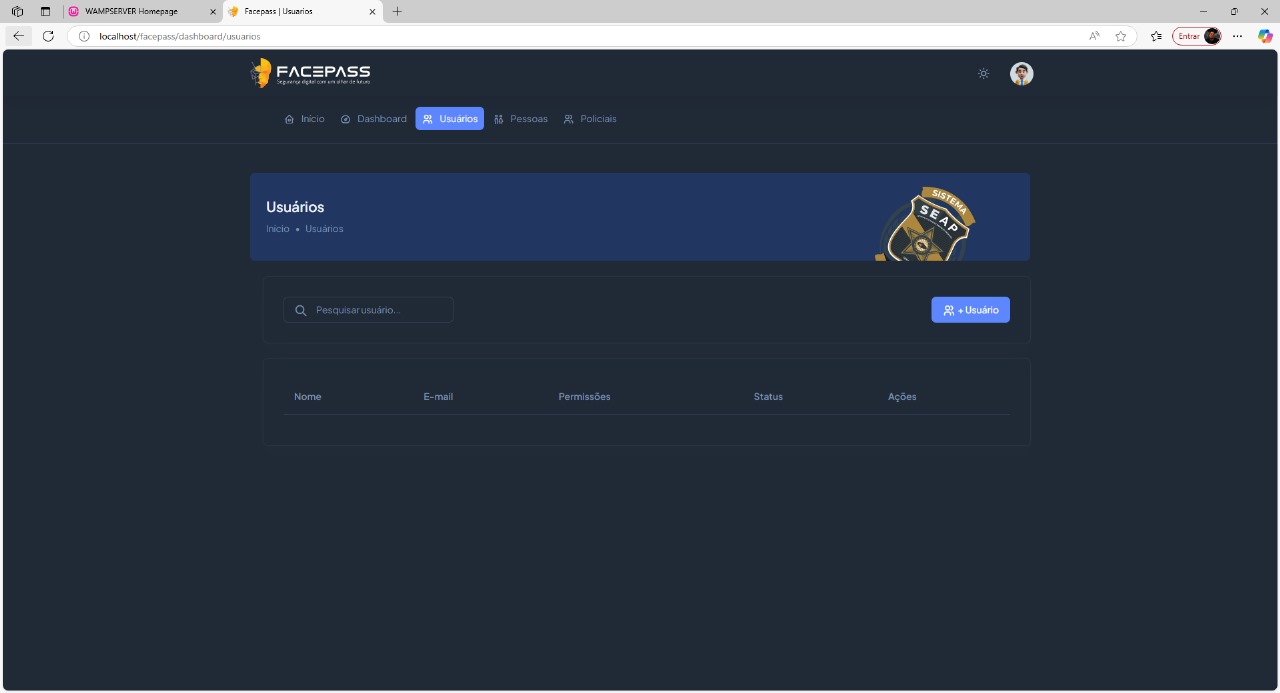 WAMPSERVER Homepage
Facepass | Usuarios
localhost/facepass/dashboard/usuarios
Entrar
FACEPASS
Segurança digital com um olhar de futuro
Início Dashboard Usuários Pessoas Policiais
Usuários
Início • Usuários
SISTEMA
SEAP
Pesquisar usuário...
+ Usuário
Nome E-mail Permissões Status Ações